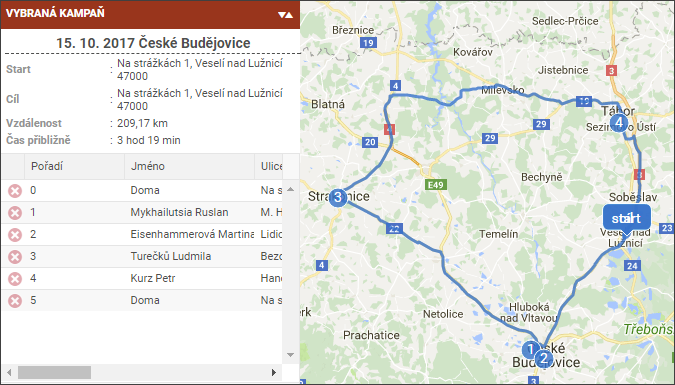 VYBRANÁ KAMPAŇ
15. 10. 2017 České Budějovice
Start : Na strážkách 1, Veselí nad Lužnicí
47000
Cíl : Na strážkách 1, Veselí nad Lužnicí
47000
Vzdálenost : 209,17 km
Čas přibližně : 3 hod 19 min
Pořadí Jméno Ulice
0 Doma Na s
1 Mykhailutsia Ruslan M. H
2 Eisenhammerová Martina Lidic
3 Turečků Ludmila Bezd
4 Kurz Petr Hand
5 Doma Na s
Sedlec-Prčice
Březnice
19
Kovářov
3
4
Jistebnice
Milevsko
Blatná
19
Tábor
4
Sezimovo Ústí
4
20
29
29
3
E49
Bechyně
Soběslav
3
start
Veselí nad
Lužnicí
22
Temelín
23
4
24
Hluboká
nad Vltavou
Netolice
Třeboňs
Prachatice
1
České
Budějovice
2
erk